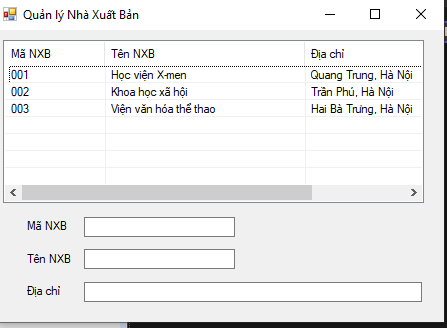 Quản lý Nhà Xuất Bản
Mã NXB Tên NXB Địa chỉ
001 Học viện X-men Quang Trung, Hà Nội
002 Khoa học xã hội Trần Phú, Hà Nội
003 Viện văn hóa thể thao Hai Bà Trưng, Hà Nội
Mã NXB
Tên NXB
Địa chỉ